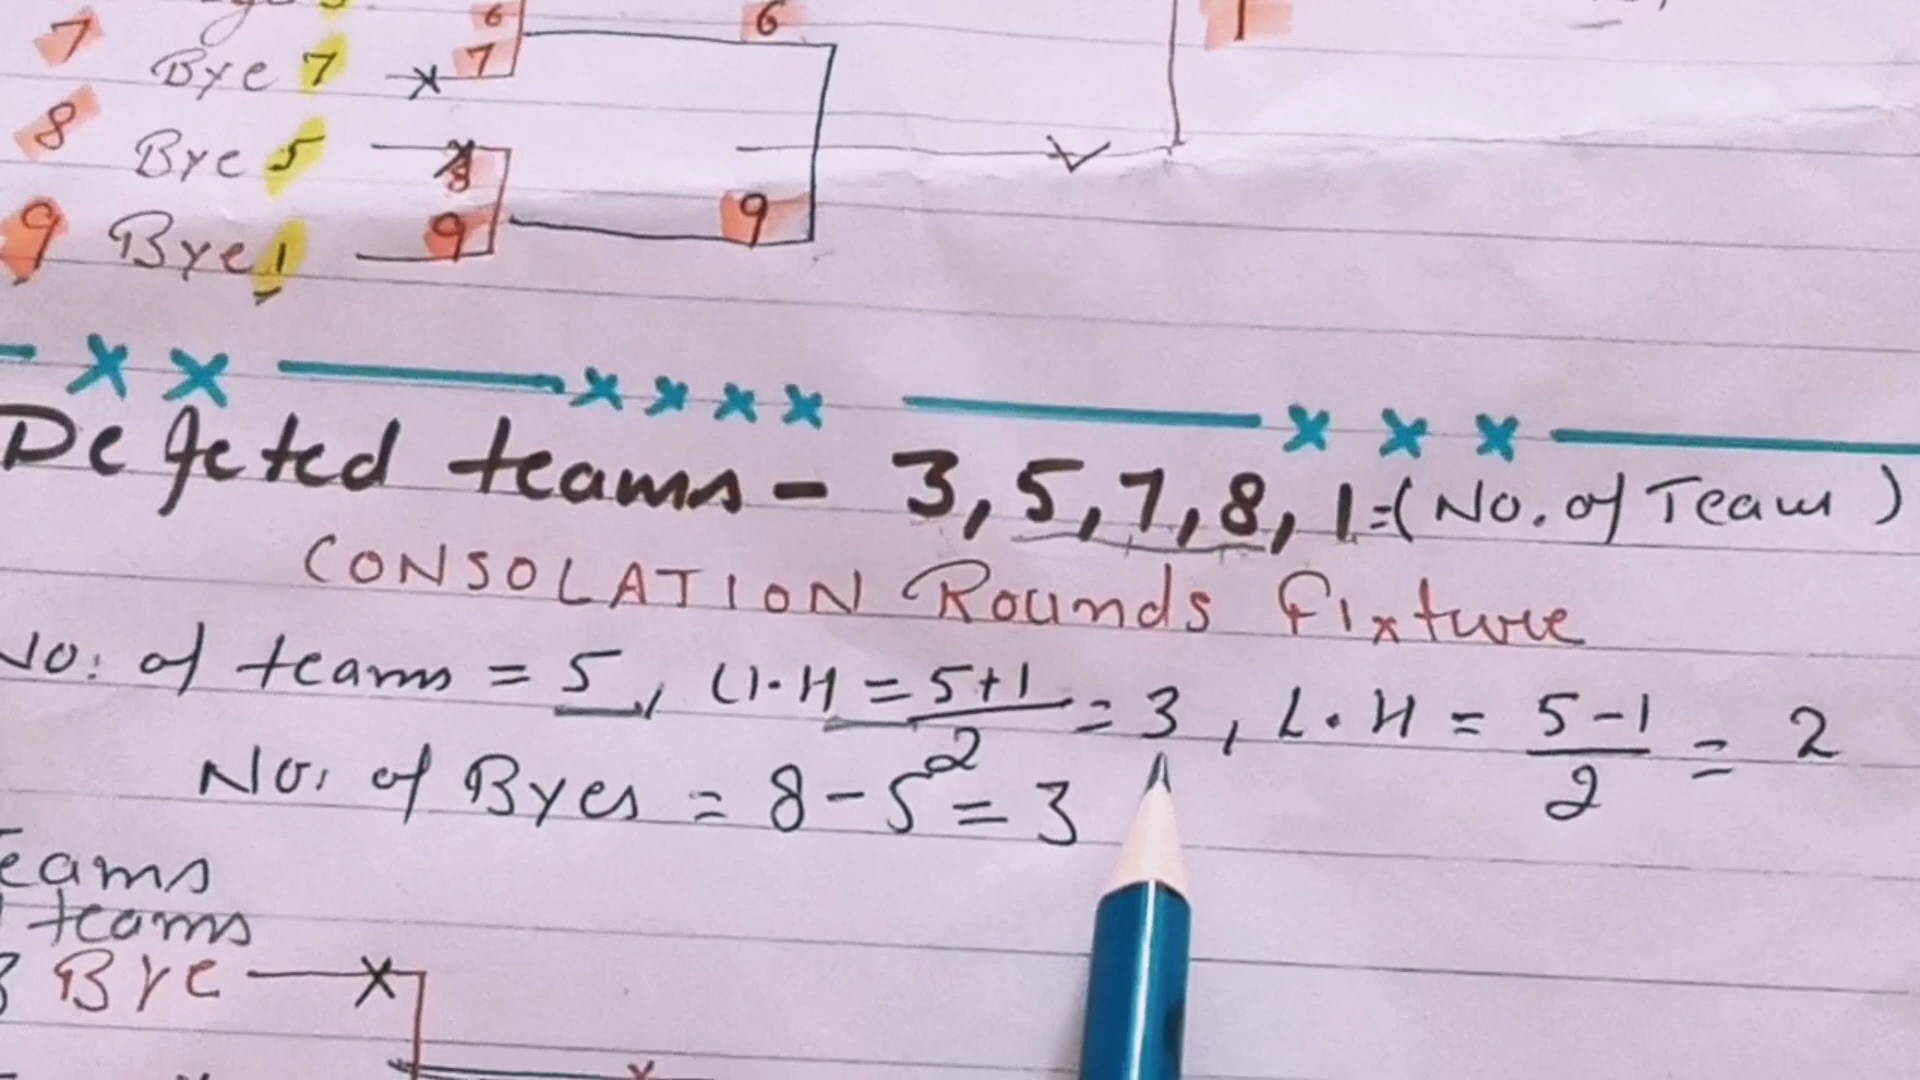 6 6 1
7 Bye 7 × 7
8 Bye 5 8
9 Bye 1 9 9
× × × × × × × × ×
Defeted teams - 3, 5, 7, 8, 1 = (No. of Team)
CONSOLATION Rounds fixture
No: of teams = 5, U.H = 5+1/2 = 3, L.H = 5-1/2 = 2
No. of Byes = 8-5 = 3
Teams
teams
3 Bye ×